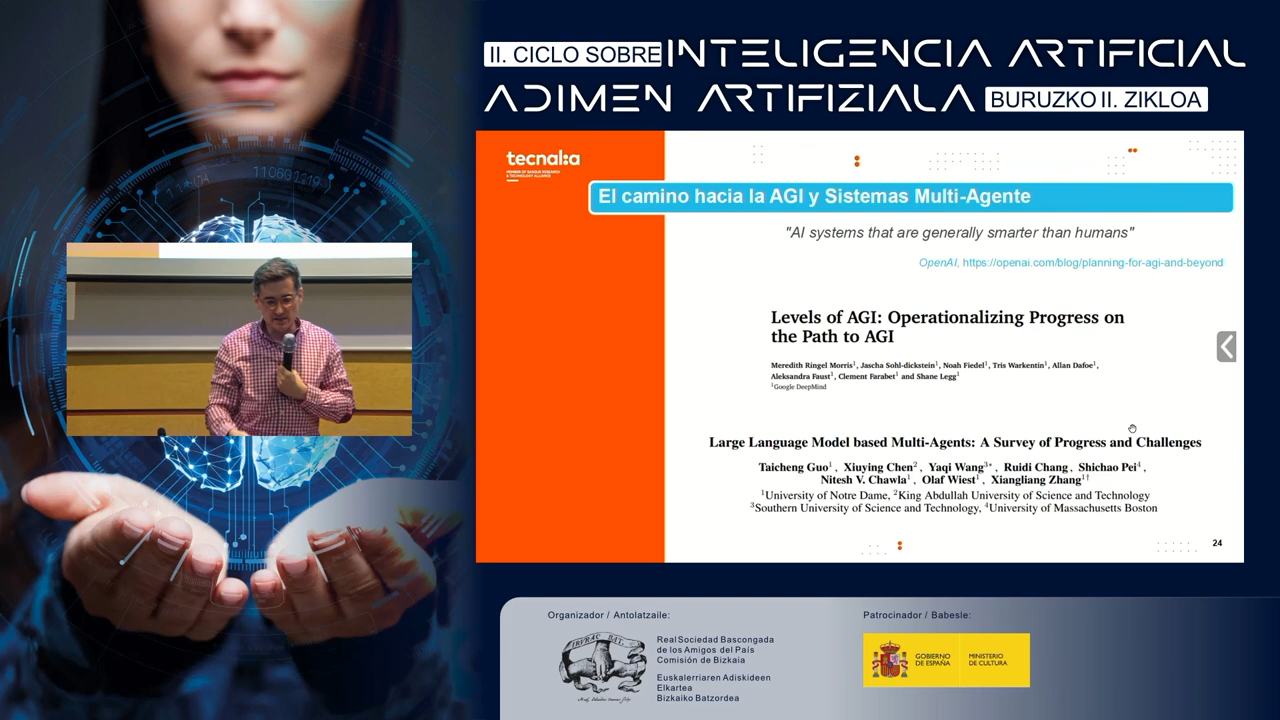 II. CICLO SOBRE INTELIGENCIA ARTIFICIAL
ADIMEN ARTIFIZIALA BURUZKO II. ZIKLOA
tecnal:a
MEMBER OF BASQUE RESEARCH
& TECHNOLOGY ALLIANCE
El camino hacia la AGI y Sistemas Multi-Agente
"AI systems that are generally smarter than humans"
OpenAI, https://openai.com/blog/planning-for-agi-and-beyond
Levels of AGI: Operationalizing Progress on
the Path to AGI
Meredith Ringel Morris1, Jascha Sohl-dickstein1, Noah Fiedel1, Tris Warkentin1, Allan Dafoe1,
Aleksandra Faust1, Clement Farabet1 and Shane Legg1
1Google DeepMind
Large Language Model based Multi-Agents: A Survey of Progress and Challenges
Taicheng Guo1, Xiuying Chen2, Yaqi Wang3*, Ruidi Chang, Shichao Pei4,
Nitesh V. Chawla1, Olaf Wiest1, Xiangliang Zhang1†
1University of Notre Dame, 2King Abdullah University of Science and Technology
3Southern University of Science and Technology, 4University of Massachusetts Boston
24
Organizador / Antolatzaile:
Real Sociedad Bascongada
de los Amigos del País
Comisión de Bizkaia
Euskalerriaren Adiskideen
Elkartea
Bizkaiko Batzordea
Patrocinador / Babesle:
GOBIERNO
DE ESPAÑA
MINISTERIO
DE CULTURA